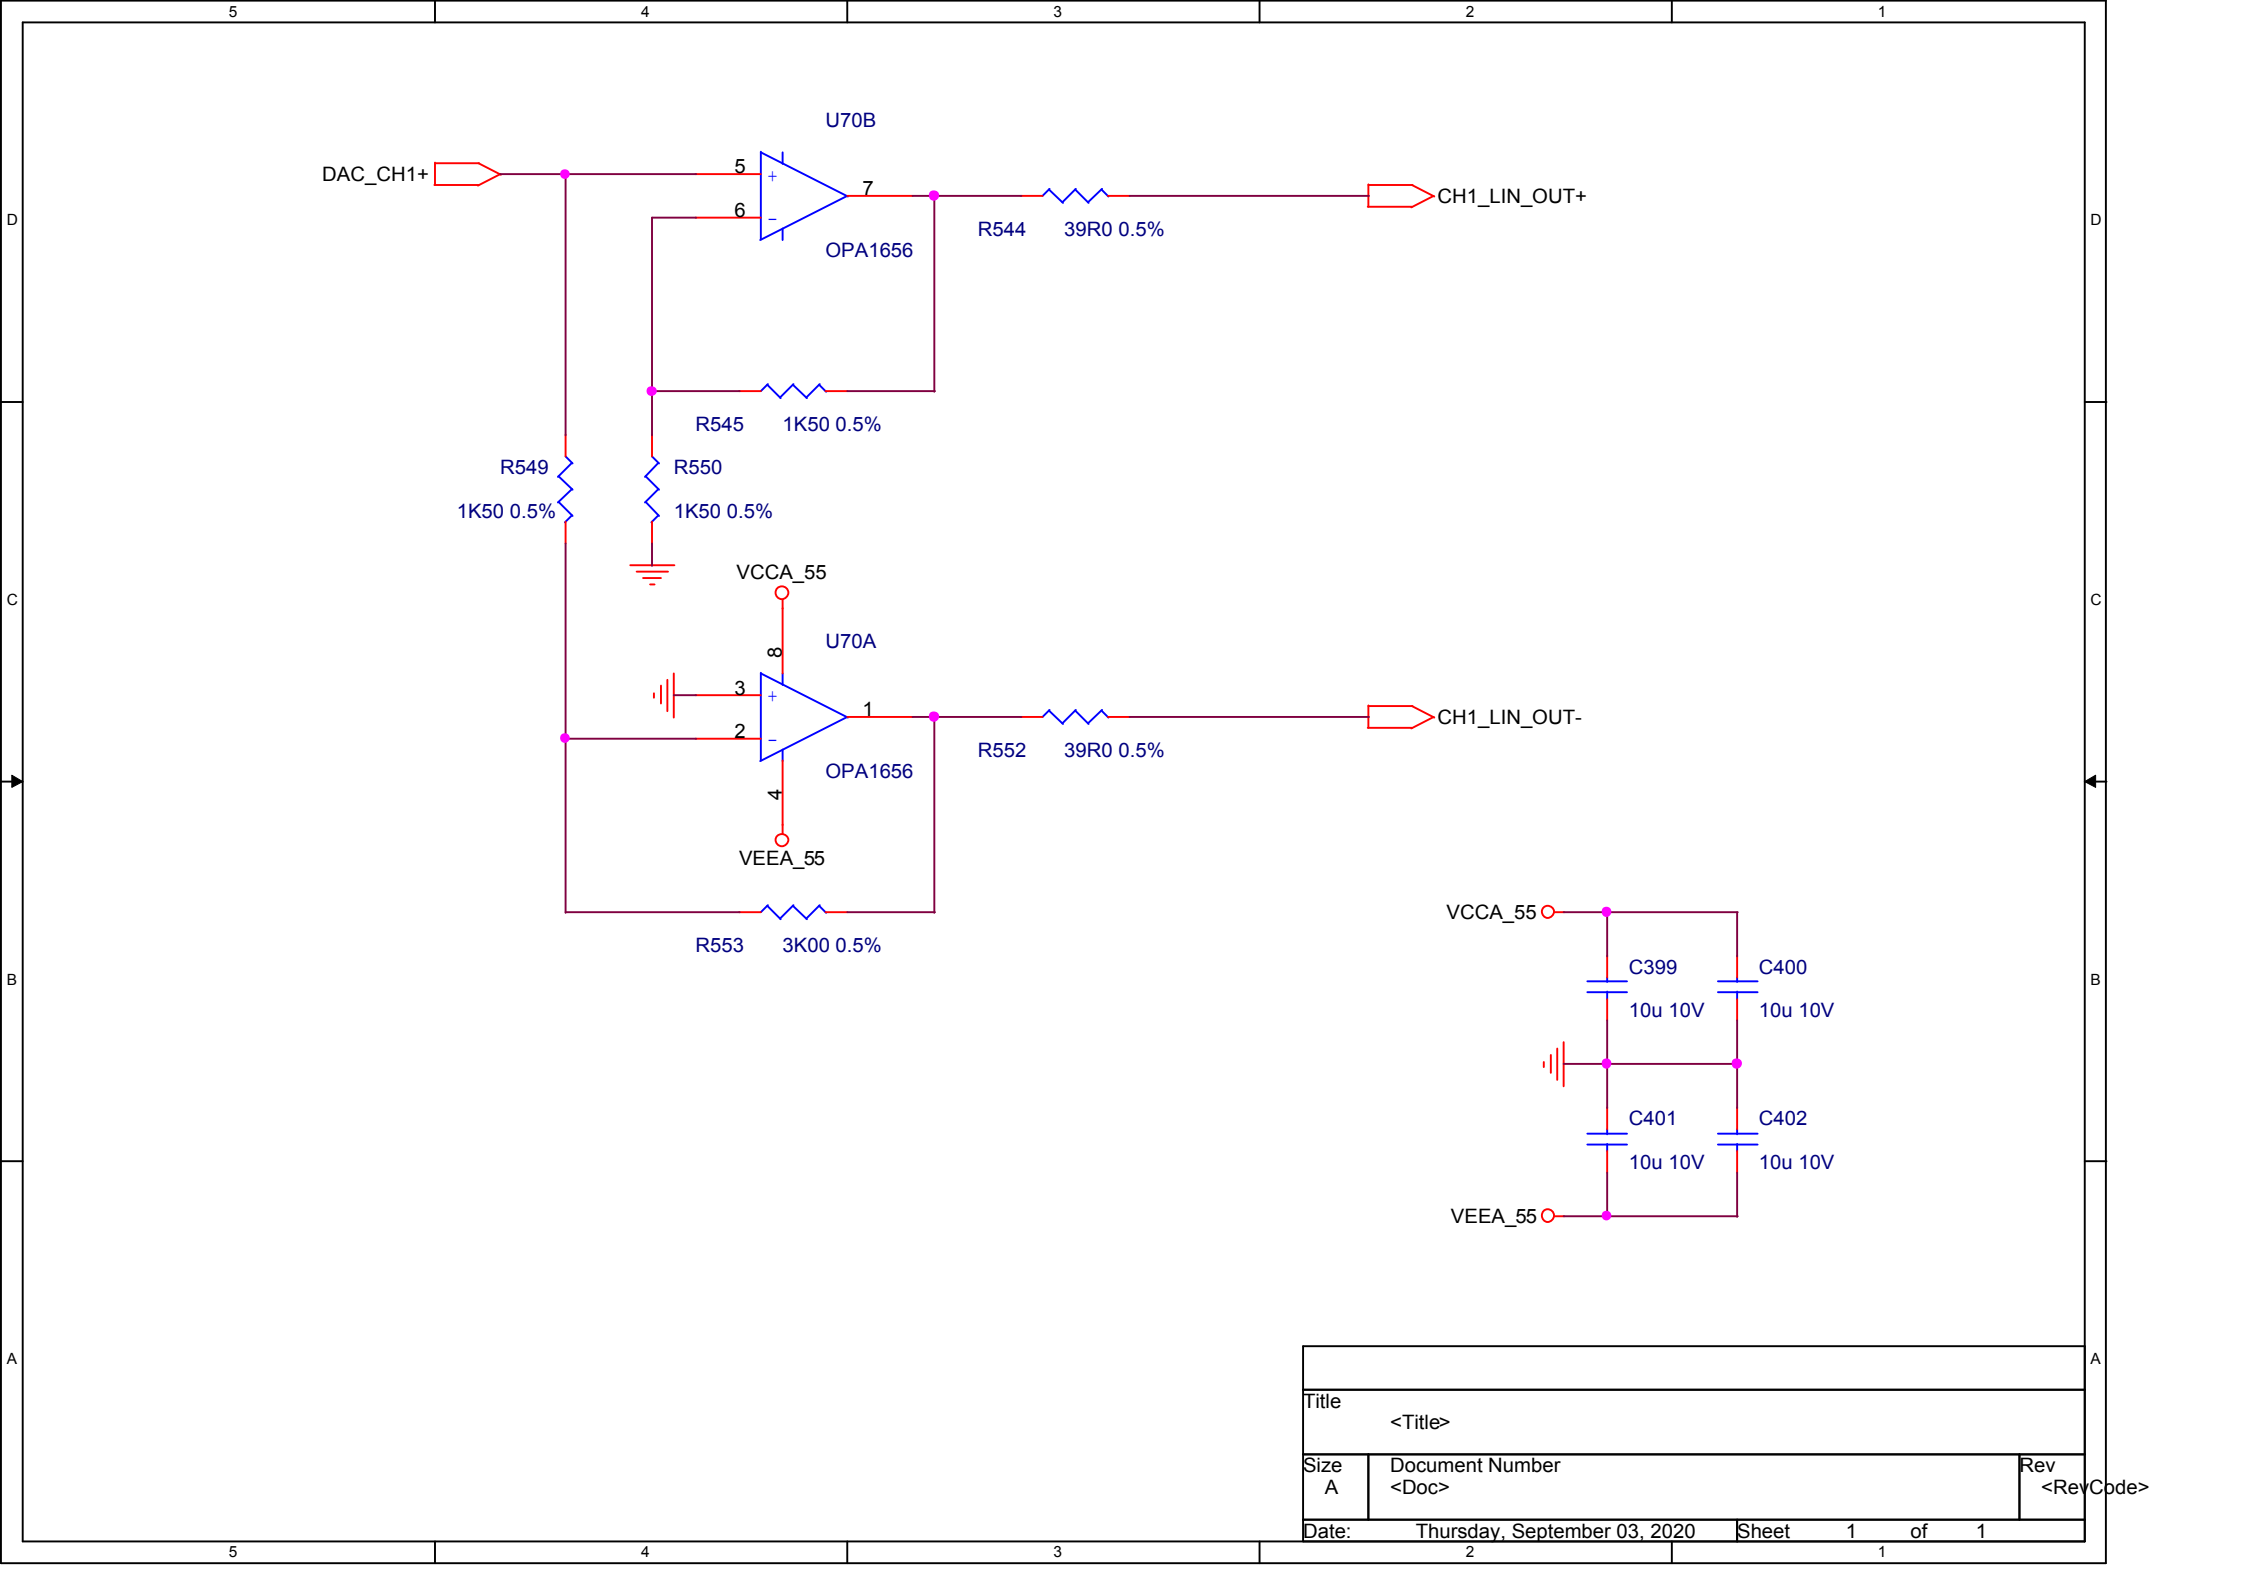 5 4 3 2 1
D D
C C
B B
A A
U70B
DAC_CH1+
5
+
6
−
7
CH1_LIN_OUT+
R544 39R0 0.5%
OPA1656
R545 1K50 0.5%
R549
1K50 0.5%
R550
1K50 0.5%
VCCA_55
U70A
8
3
+
2
−
1
CH1_LIN_OUT-
R552 39R0 0.5%
OPA1656
4
VEEA_55
R553 3K00 0.5%
VCCA_55
C399
10u 10V
C400
10u 10V
C401
10u 10V
C402
10u 10V
VEEA_55
Title
<Title>
Size
A
Document Number
<Doc>
Rev
<RevCode>
Date: Thursday, September 03, 2020 Sheet 1 of 1
5 4 3 2 1